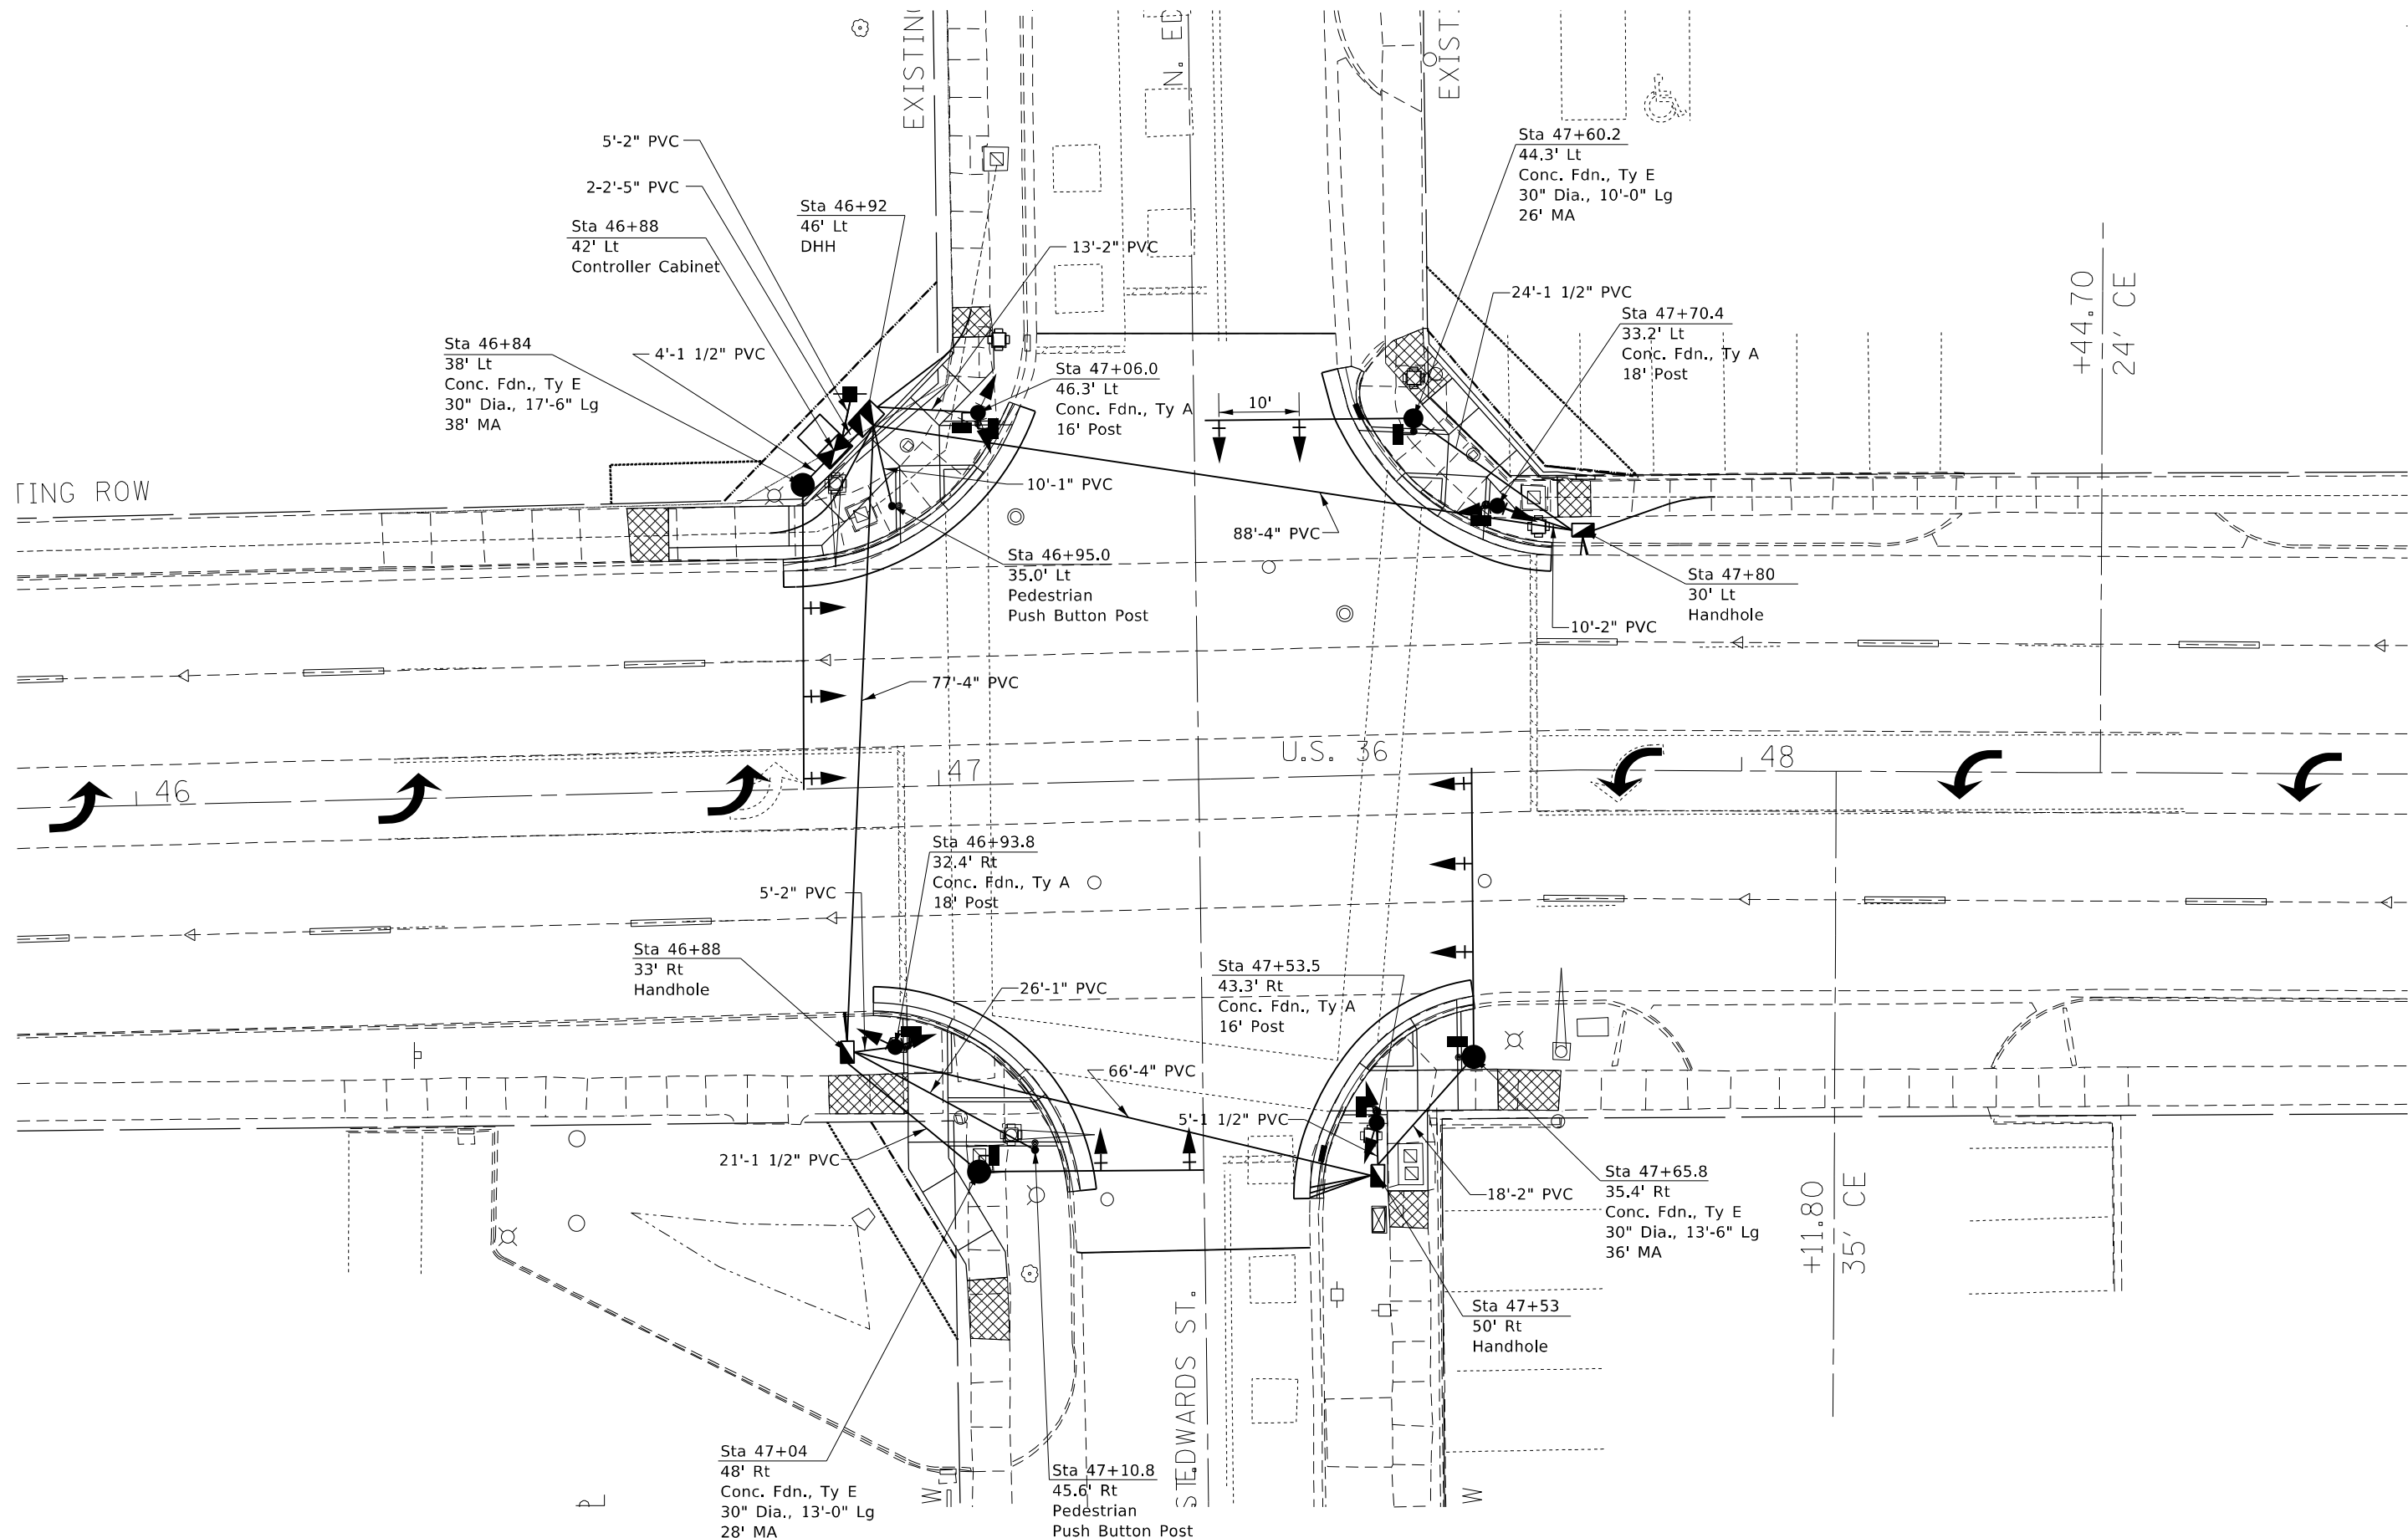 EXISTING
N. ED
EXIST
5'-2" PVC
2-2'-5" PVC
Sta 46+88
42' Lt
Controller Cabinet
Sta 46+92
46' Lt
DHH
13'-2" PVC
Sta 47+60.2
44.3' Lt
Conc. Fdn., Ty E
30" Dia., 10'-0" Lg
26' MA
24'-1 1/2" PVC
Sta 47+70.4
33.2' Lt
Conc. Fdn., Ty A
18' Post
+44.70
24' CE
Sta 46+84
38' Lt
Conc. Fdn., Ty E
30" Dia., 17'-6" Lg
38' MA
4'-1 1/2" PVC
Sta 47+06.0
46.3' Lt
Conc. Fdn., Ty A
16' Post
10'
TING ROW
10'-1" PVC
88'-4" PVC
Sta 46+95.0
35.0' Lt
Pedestrian
Push Button Post
Sta 47+80
30' Lt
Handhole
10'-2" PVC
77'-4" PVC
U.S. 36
46
47
48
Sta 46+93.8
32.4' Rt
Conc. Fdn., Ty A
18' Post
5'-2" PVC
Sta 46+88
33' Rt
Handhole
26'-1" PVC
Sta 47+53.5
43.3' Rt
Conc. Fdn., Ty A
16' Post
66'-4" PVC
5'-1 1/2" PVC
21'-1 1/2" PVC
18'-2" PVC
Sta 47+65.8
35.4' Rt
Conc. Fdn., Ty E
30" Dia., 13'-6" Lg
36' MA
+11.80
35' CE
Sta 47+53
50' Rt
Handhole
Sta 47+04
48' Rt
Conc. Fdn., Ty E
30" Dia., 13'-0" Lg
28' MA
Sta 47+10.8
45.6' Rt
Pedestrian
Push Button Post
EDWARDS ST.
W
W